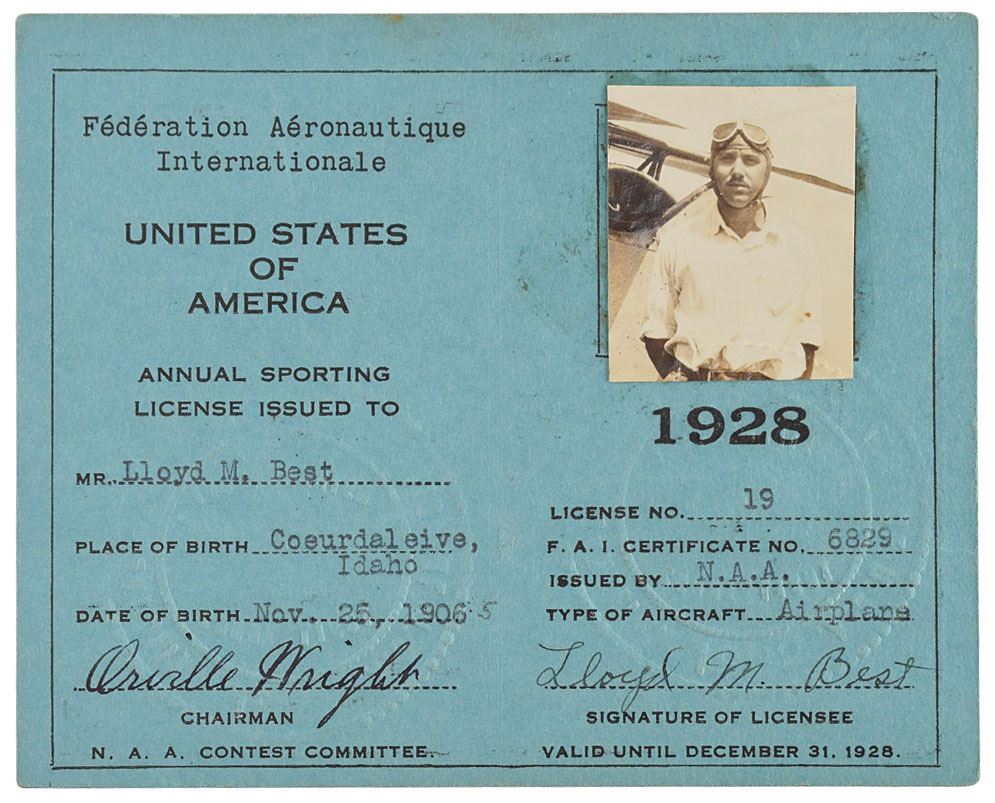 Fédération Aéronautique
Internationale
UNITED STATES
OF
AMERICA
ANNUAL SPORTING
LICENSE ISSUED TO
MR. Lloyd M. Best
PLACE OF BIRTH Coeurdaleive,
Idaho
DATE OF BIRTH Nov. 25, 1906 5
Orville Wright
CHAIRMAN
N. A. A. CONTEST COMMITTEE.
1928
LICENSE NO. 19
F. A. I. CERTIFICATE NO. 6829
ISSUED BY N.A.A.
TYPE OF AIRCRAFT Airplane
Lloyd M. Best
SIGNATURE OF LICENSEE
VALID UNTIL DECEMBER 31, 1928.